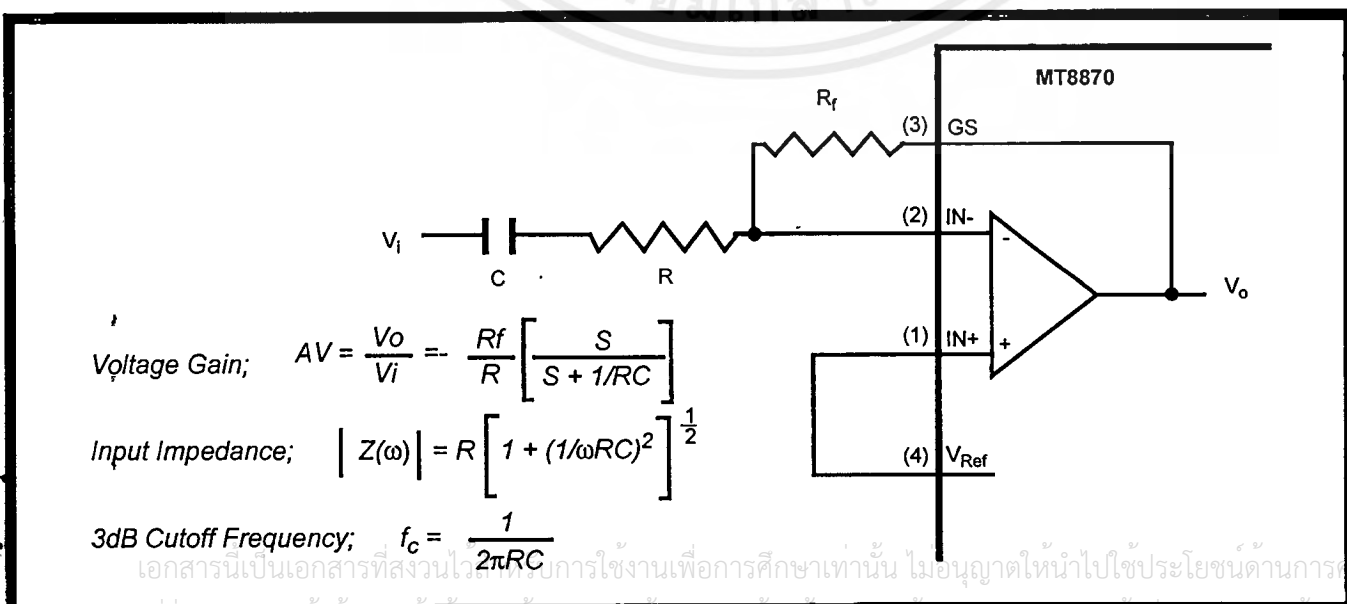 MT8870
R_f
(3) GS
(2) IN-
V_i
C
R
-
V_o
(1) IN+ +
(4) V_Ref
Voltage Gain; AV = Vo/Vi =- Rf/R [ S / (S + 1/RC) ]
Input Impedance; | Z(ω) | = R [ 1 + (1/ωRC)² ]^1/2
3dB Cutoff Frequency; f_c = 1/2πRC
เอกสารนี้เป็นเอกสารที่สงวนไว้สำหรับการใช้งานเพื่อการศึกษาเท่านั้น ไม่อนุญาตให้นำไปใช้ประโยชน์ด้านการค